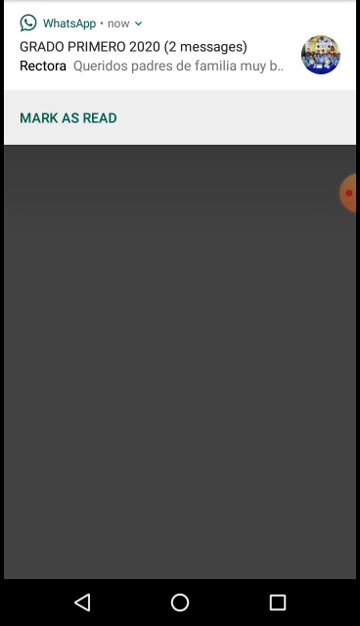 WhatsApp • now
GRADO PRIMERO 2020 (2 messages)
Rectora Queridos padres de familia muy b..
MARK AS READ